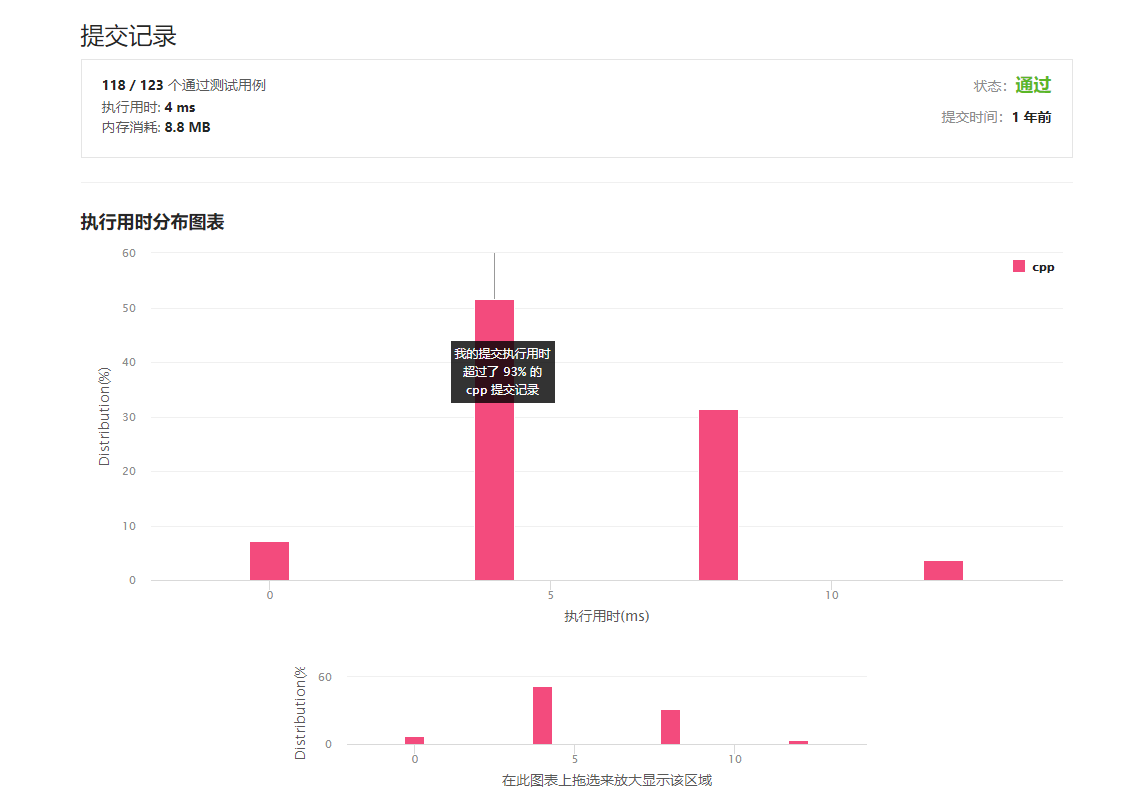 提交记录
118 / 123 个通过测试用例
状态：通过
执行用时: 4 ms
提交时间：1 年前
内存消耗: 8.8 MB
执行用时分布图表
60
50
40
30
20
10
0
Distribution(%)
cpp
我的提交执行用时
超过了 93% 的
cpp 提交记录
0
5
10
执行用时(ms)
60
0
Distribution(%
0
5
10
在此图表上拖选来放大显示该区域